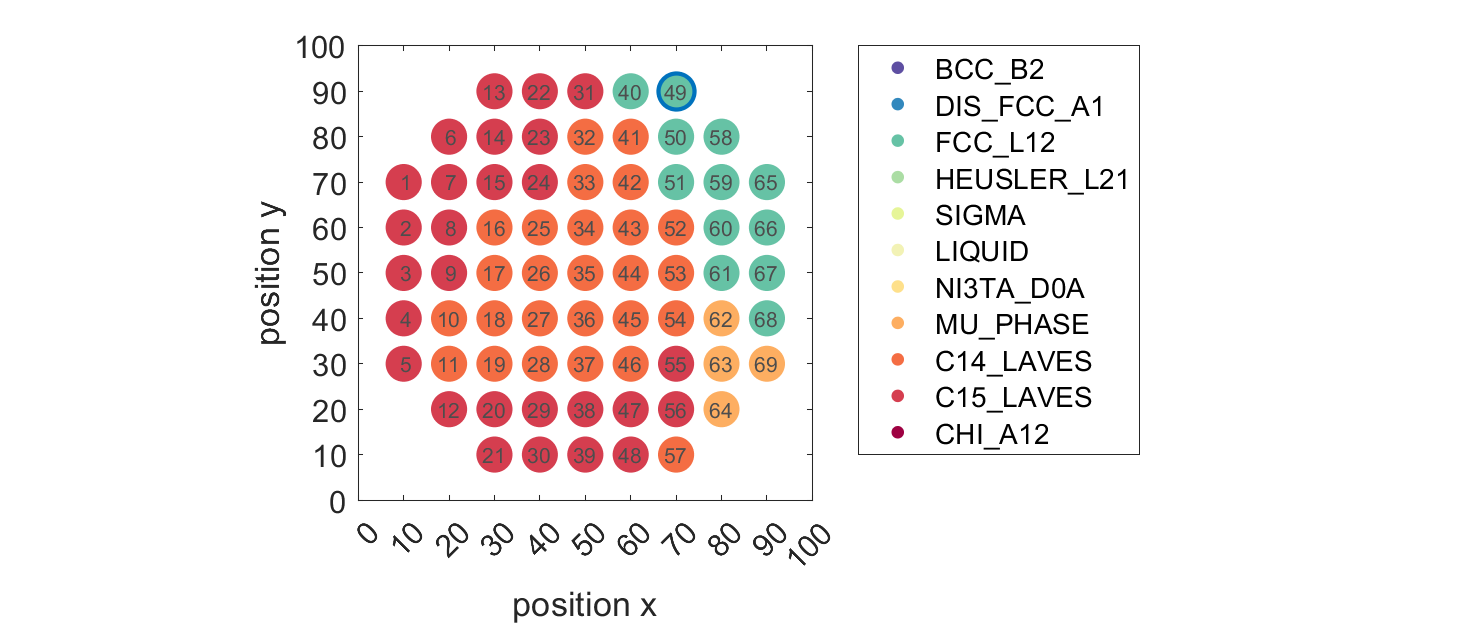 100
90
80
70
60
50
40
30
20
10
0
position y
13 22 31 40 49
6 14 23 32 41 50 58
1 7 15 24 33 42 51 59 65
2 8 16 25 34 43 52 60 66
3 9 17 26 35 44 53 61 67
4 10 18 27 36 45 54 62 68
5 11 19 28 37 46 55 63 69
12 20 29 38 47 56 64
21 30 39 48 57
0 10 20 30 40 50 60 70 80 90 100
position x
BCC_B2
DIS_FCC_A1
FCC_L12
HEUSLER_L21
SIGMA
LIQUID
NI3TA_D0A
MU_PHASE
C14_LAVES
C15_LAVES
CHI_A12